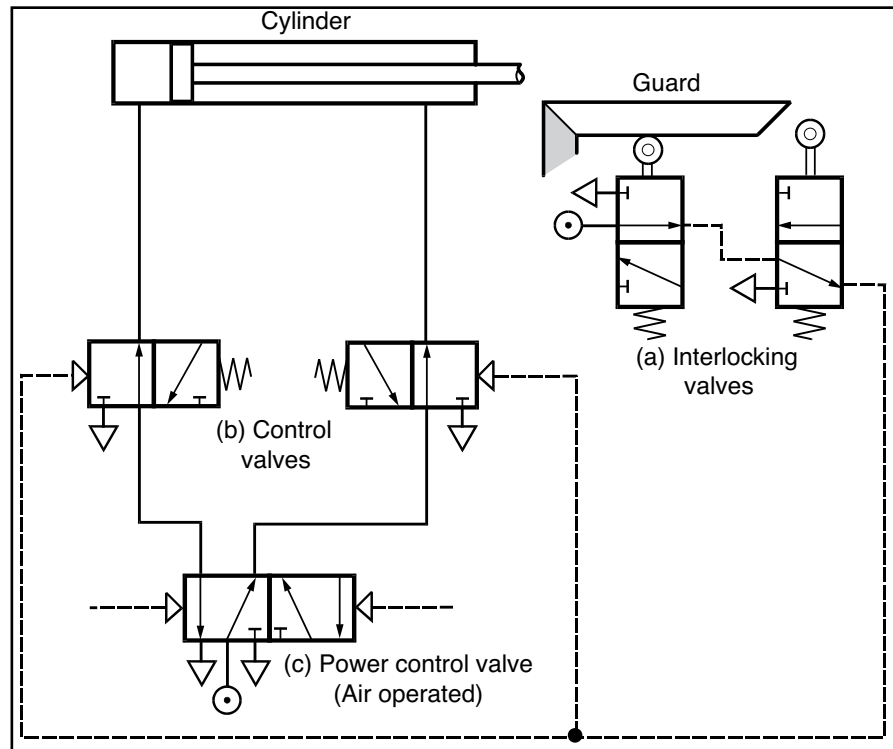 Cylinder
Guard
(a) Interlocking
valves
(b) Control
valves
(c) Power control valve
(Air operated)